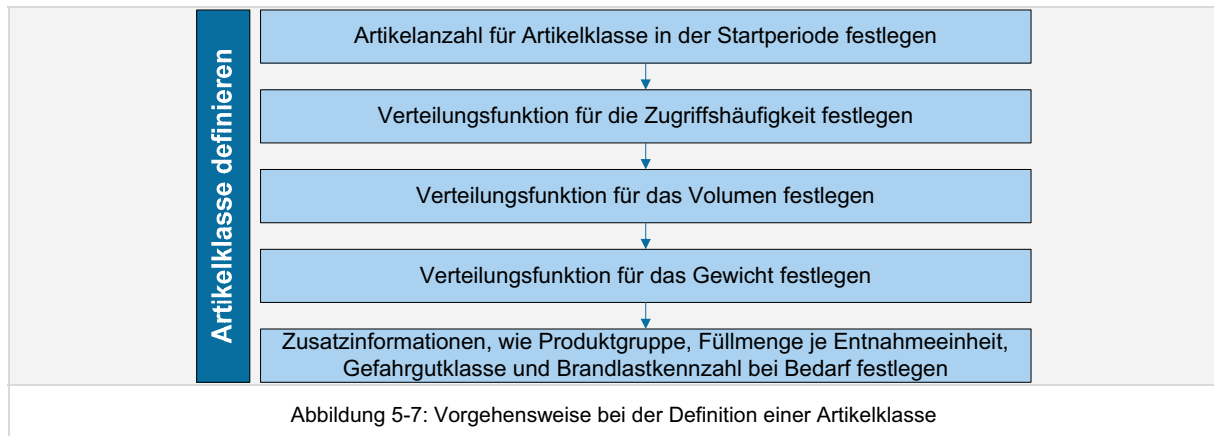 Artikelklasse definieren
Artikelanzahl für Artikelklasse in der Startperiode festlegen
Verteilungsfunktion für die Zugriffshäufigkeit festlegen
Verteilungsfunktion für das Volumen festlegen
Verteilungsfunktion für das Gewicht festlegen
Zusatzinformationen, wie Produktgruppe, Füllmenge je Entnahmeeinheit,
Gefahrgutklasse und Brandlastkennzahl bei Bedarf festlegen
Abbildung 5-7: Vorgehensweise bei der Definition einer Artikelklasse